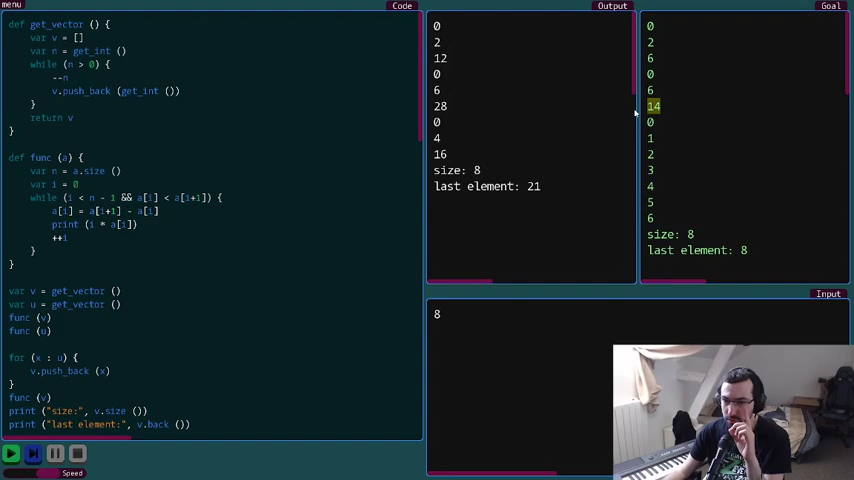 menu
Code
def get_vector () {
var v = []
var n = get_int ()
while (n > 0) {
--n
v.push_back (get_int ())
}
return v
}
def func (a) {
var n = a.size ()
var i = 0
while (i < n - 1 && a[i] < a[i+1]) {
a[i] = a[i+1] - a[i]
print (i * a[i])
++i
}
}
var v = get_vector ()
var u = get_vector ()
func (v)
func (u)
for (x : u) {
v.push_back (x)
}
func (v)
print ("size:", v.size ())
print ("last element:", v.back ())
Speed
Output
0
2
12
0
6
28
0
4
16
size: 8
last element: 21
Goal
0
2
6
0
6
14
0
1
2
3
4
5
6
size: 8
last element: 8
Input
8